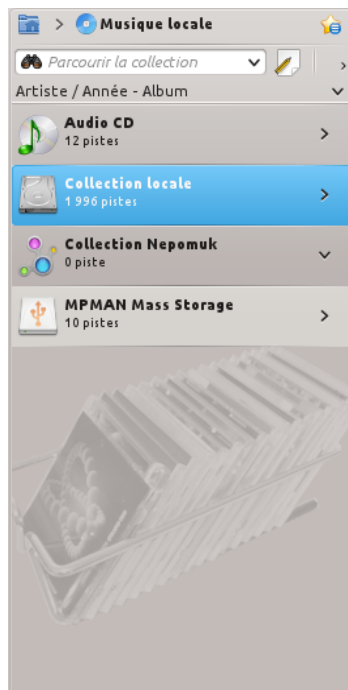 > Musique locale
Parcourir la collection
Artiste / Année - Album
Audio CD
12 pistes
Collection locale
1 996 pistes
Collection Nepomuk
0 piste
MPMAN Mass Storage
10 pistes